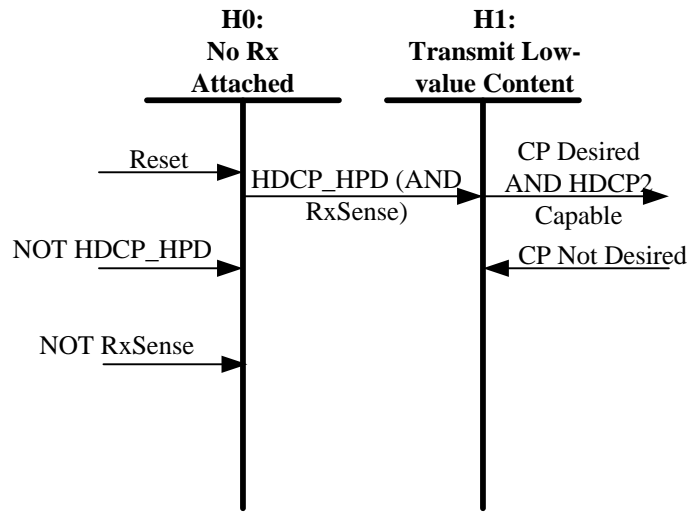 H0:
No Rx
Attached
H1:
Transmit Low-
value Content
Reset
HDCP_HPD (AND
RxSense)
CP Desired
AND HDCP2
Capable
NOT HDCP_HPD
CP Not Desired
NOT RxSense